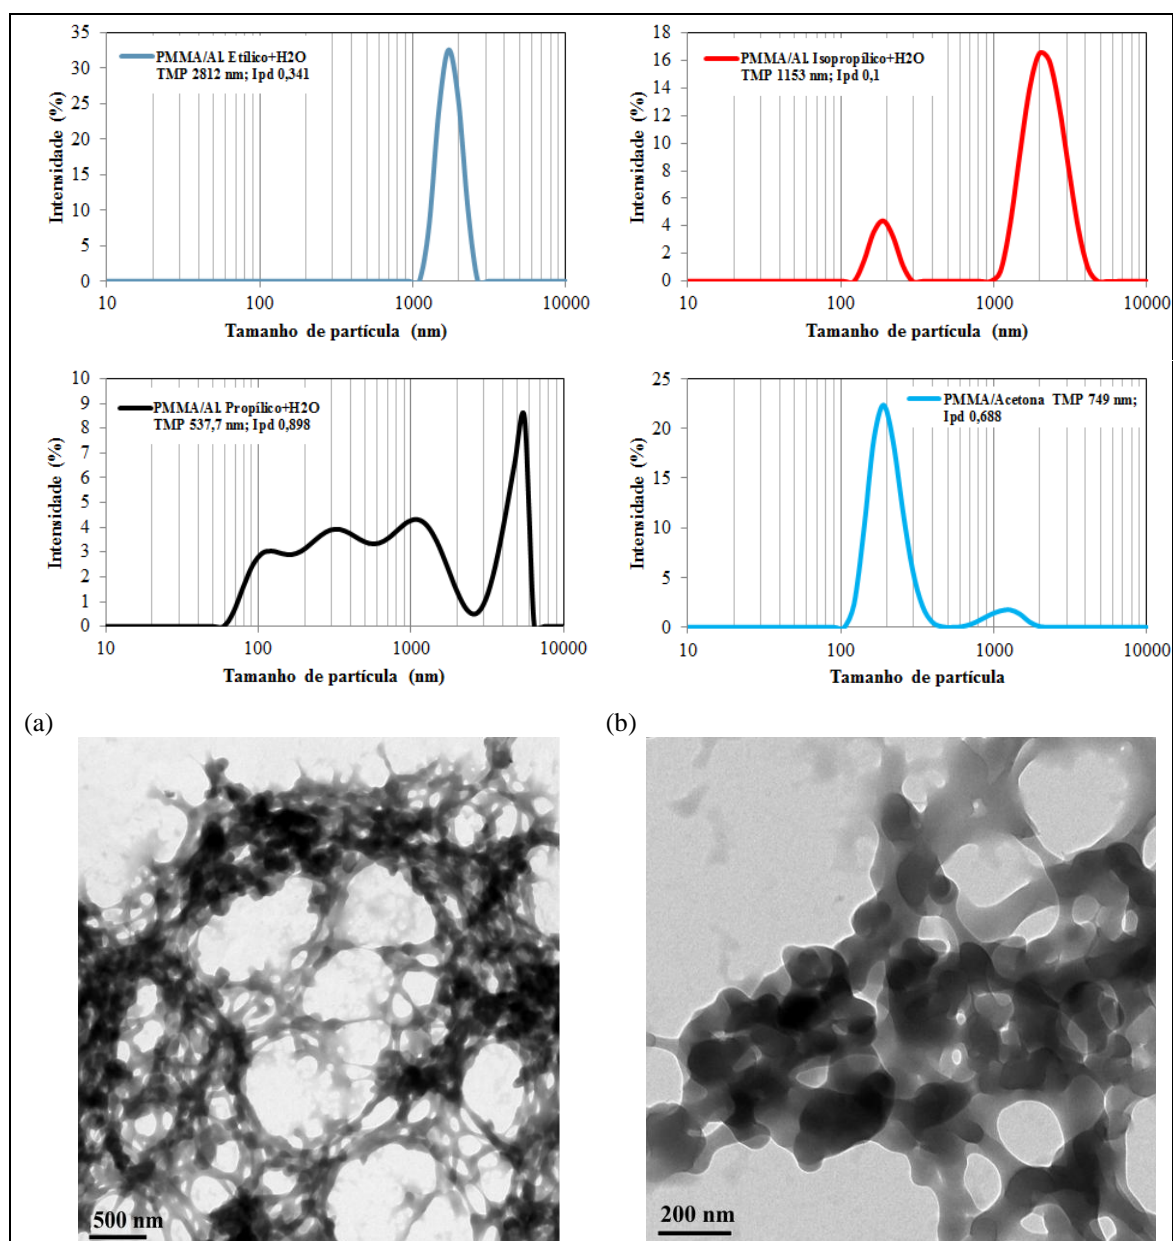 35
30
25
20
15
10
5
0
Intensidade (%)
PMMA/Al. Etílico+H2O
TMP 2812 nm; Ipd 0,341
10
100
1000
10000
Tamanho de partícula (nm)
18
16
14
12
10
8
6
4
2
0
Intensidade (%)
PMMA/Al. Isopropílico+H2O
TMP 1153 nm; Ipd 0,1
10
100
1000
10000
Tamanho de partícula (nm)
10
9
8
7
6
5
4
3
2
1
0
Intensidade (%)
PMMA/Al. Propílico+H2O
TMP 537,7 nm; Ipd 0,898
10
100
1000
10000
Tamanho de partícula (nm)
25
20
15
10
5
0
Intensidade (%)
PMMA/Acetona TMP 749 nm;
Ipd 0,688
10
100
1000
10000
Tamanho de partícula
(a)
(b)
500 nm
200 nm